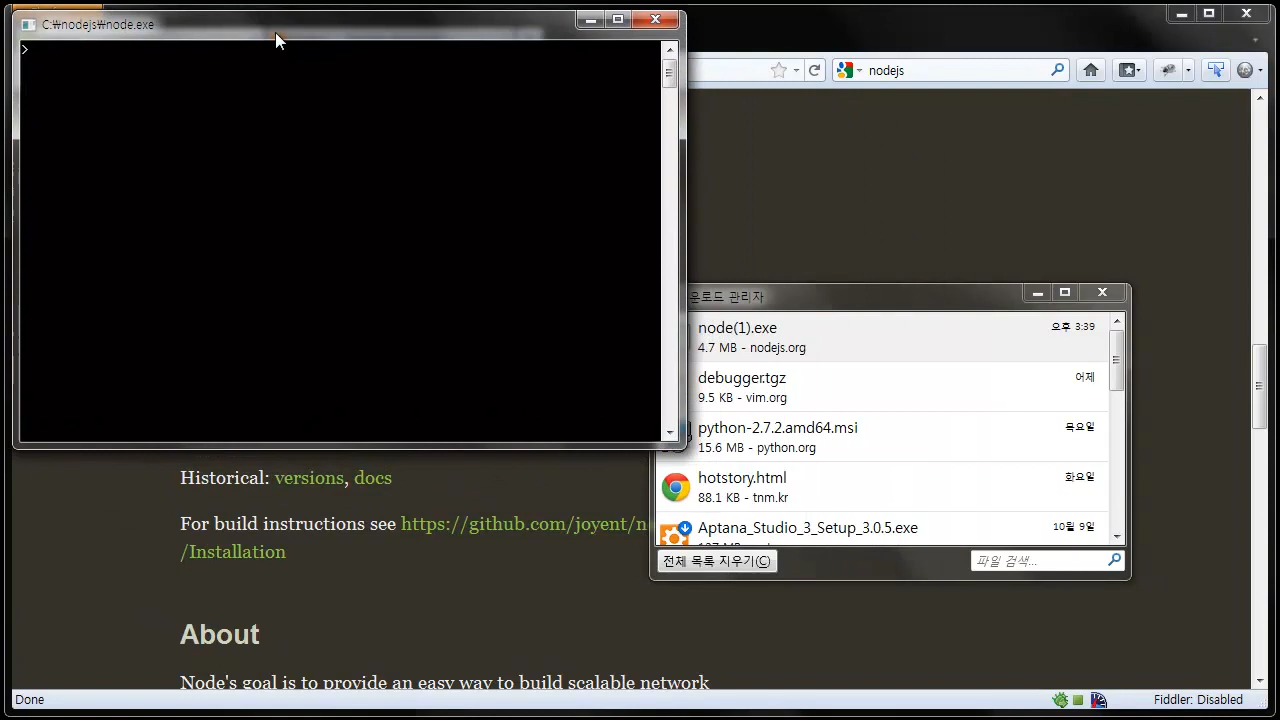 C:₩nodejs₩node.exe
>
nodejs
운로드 관리자
node(1).exe
오후 3:39
4.7 MB - nodejs.org
debugger.tgz
어제
9.5 KB - vim.org
python-2.7.2.amd64.msi
목요일
15.6 MB - python.org
hotstory.html
화요일
88.1 KB - tnm.kr
Aptana_Studio_3_Setup_3.0.5.exe
10월 9일
전체 목록 지우기(C)
파일 검색...
Historical: versions, docs
For build instructions see https://github.com/joyent/n
/Installation
About
Node's goal is to provide an easy way to build scalable network
Done
Fiddler: Disabled